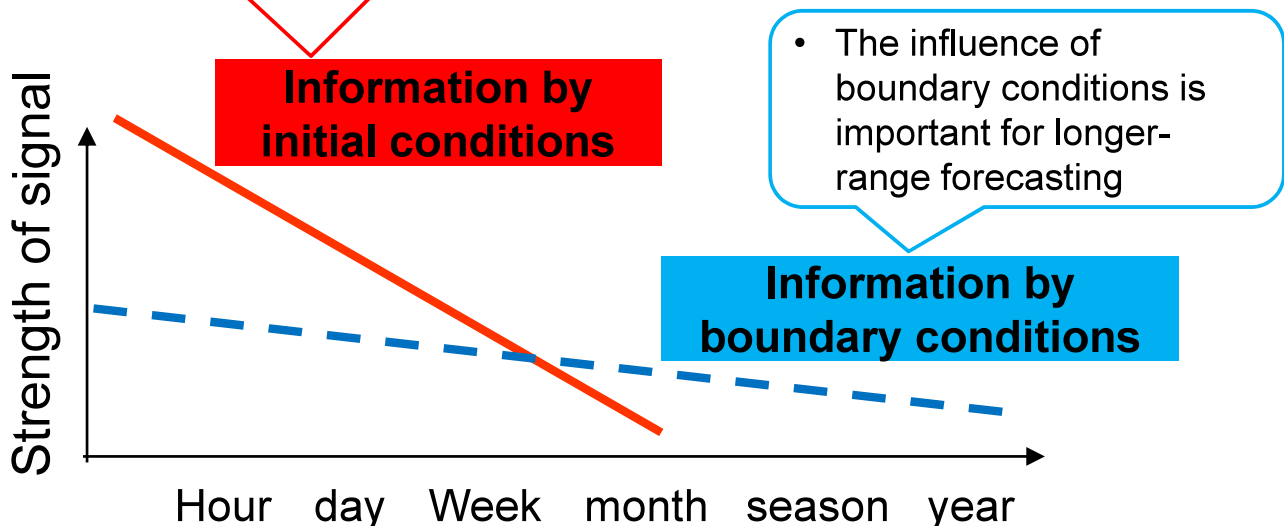 Information by
initial conditions
• The influence of
boundary conditions is
important for longer-
range forecasting
Information by
boundary conditions
Strength of signal
Hour day Week month season year